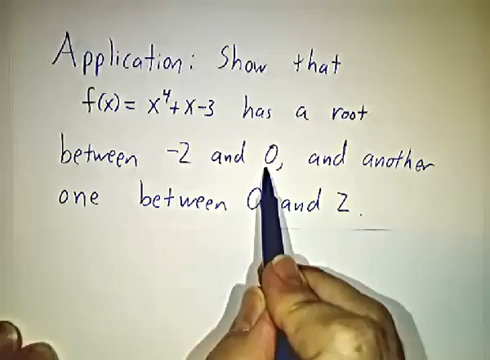 Application: Show that
f(x) = x⁴+x-3 has a root
between -2 and 0, and another
one between 0 and 2.